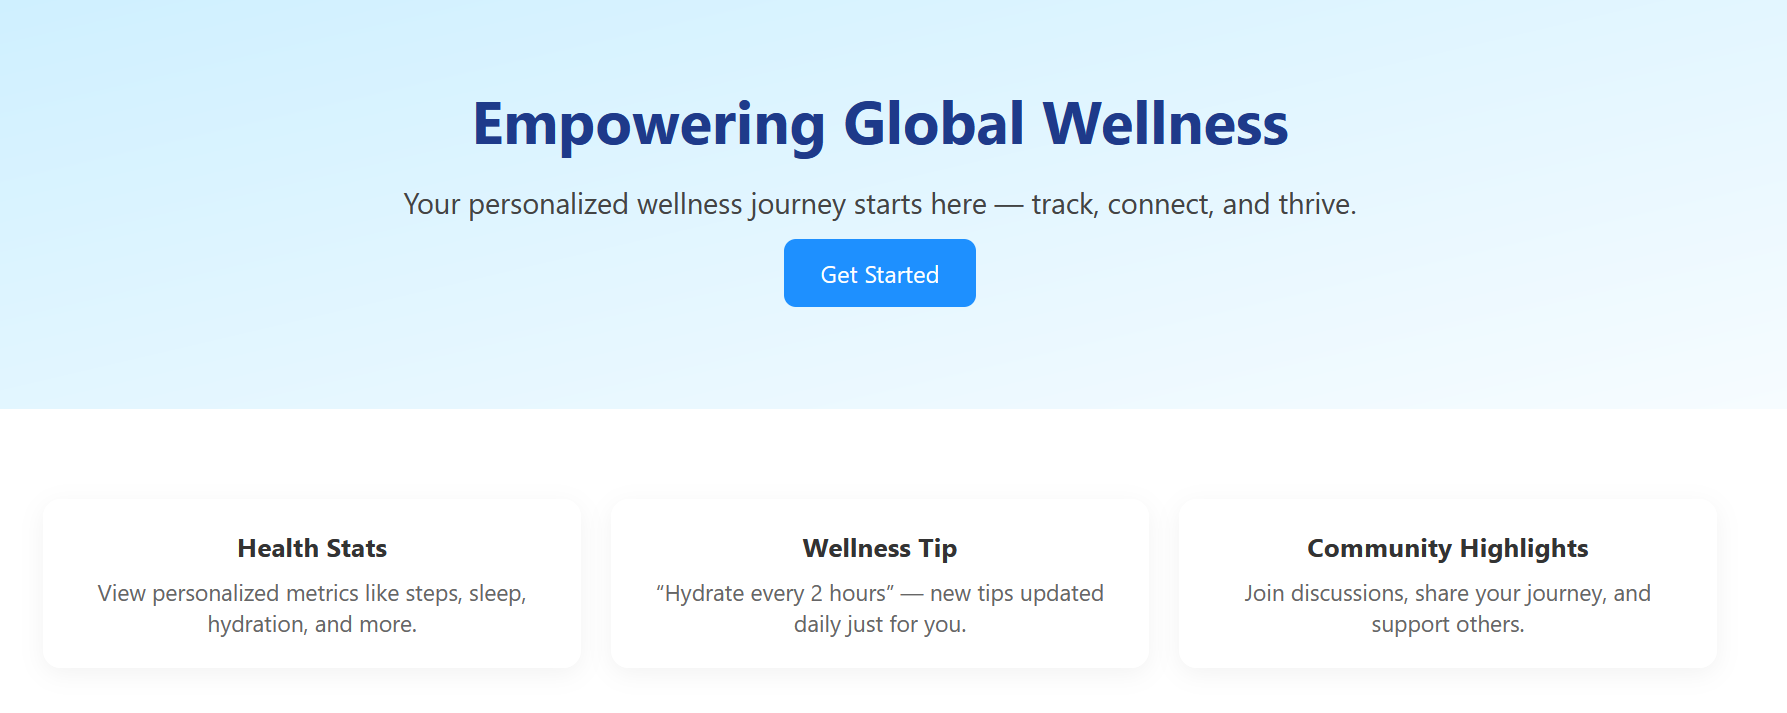 Empowering Global Wellness
Your personalized wellness journey starts here — track, connect, and thrive.
Get Started
Health Stats
View personalized metrics like steps, sleep,
hydration, and more.
Wellness Tip
“Hydrate every 2 hours” — new tips updated
daily just for you.
Community Highlights
Join discussions, share your journey, and
support others.